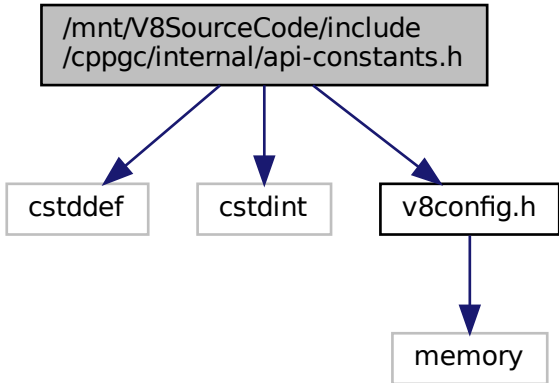 /mnt/V8SourceCode/include
/cppgc/internal/api-constants.h
cstddef
cstdint
v8config.h
memory